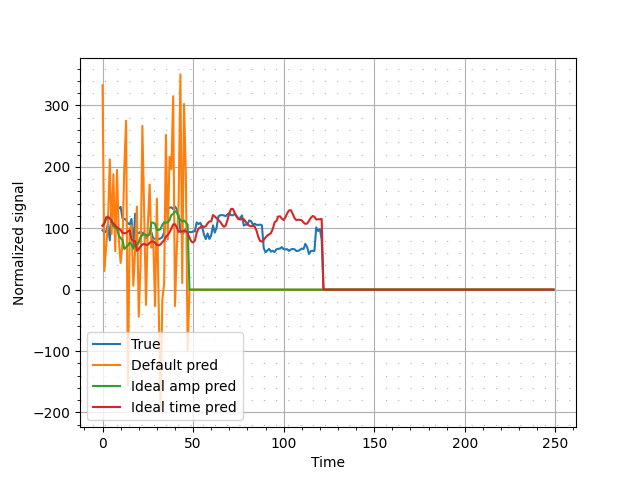 300
200
100
0
−100
−200
Normalized signal
True
Default pred
Ideal amp pred
Ideal time pred
0
50
100
150
200
250
Time